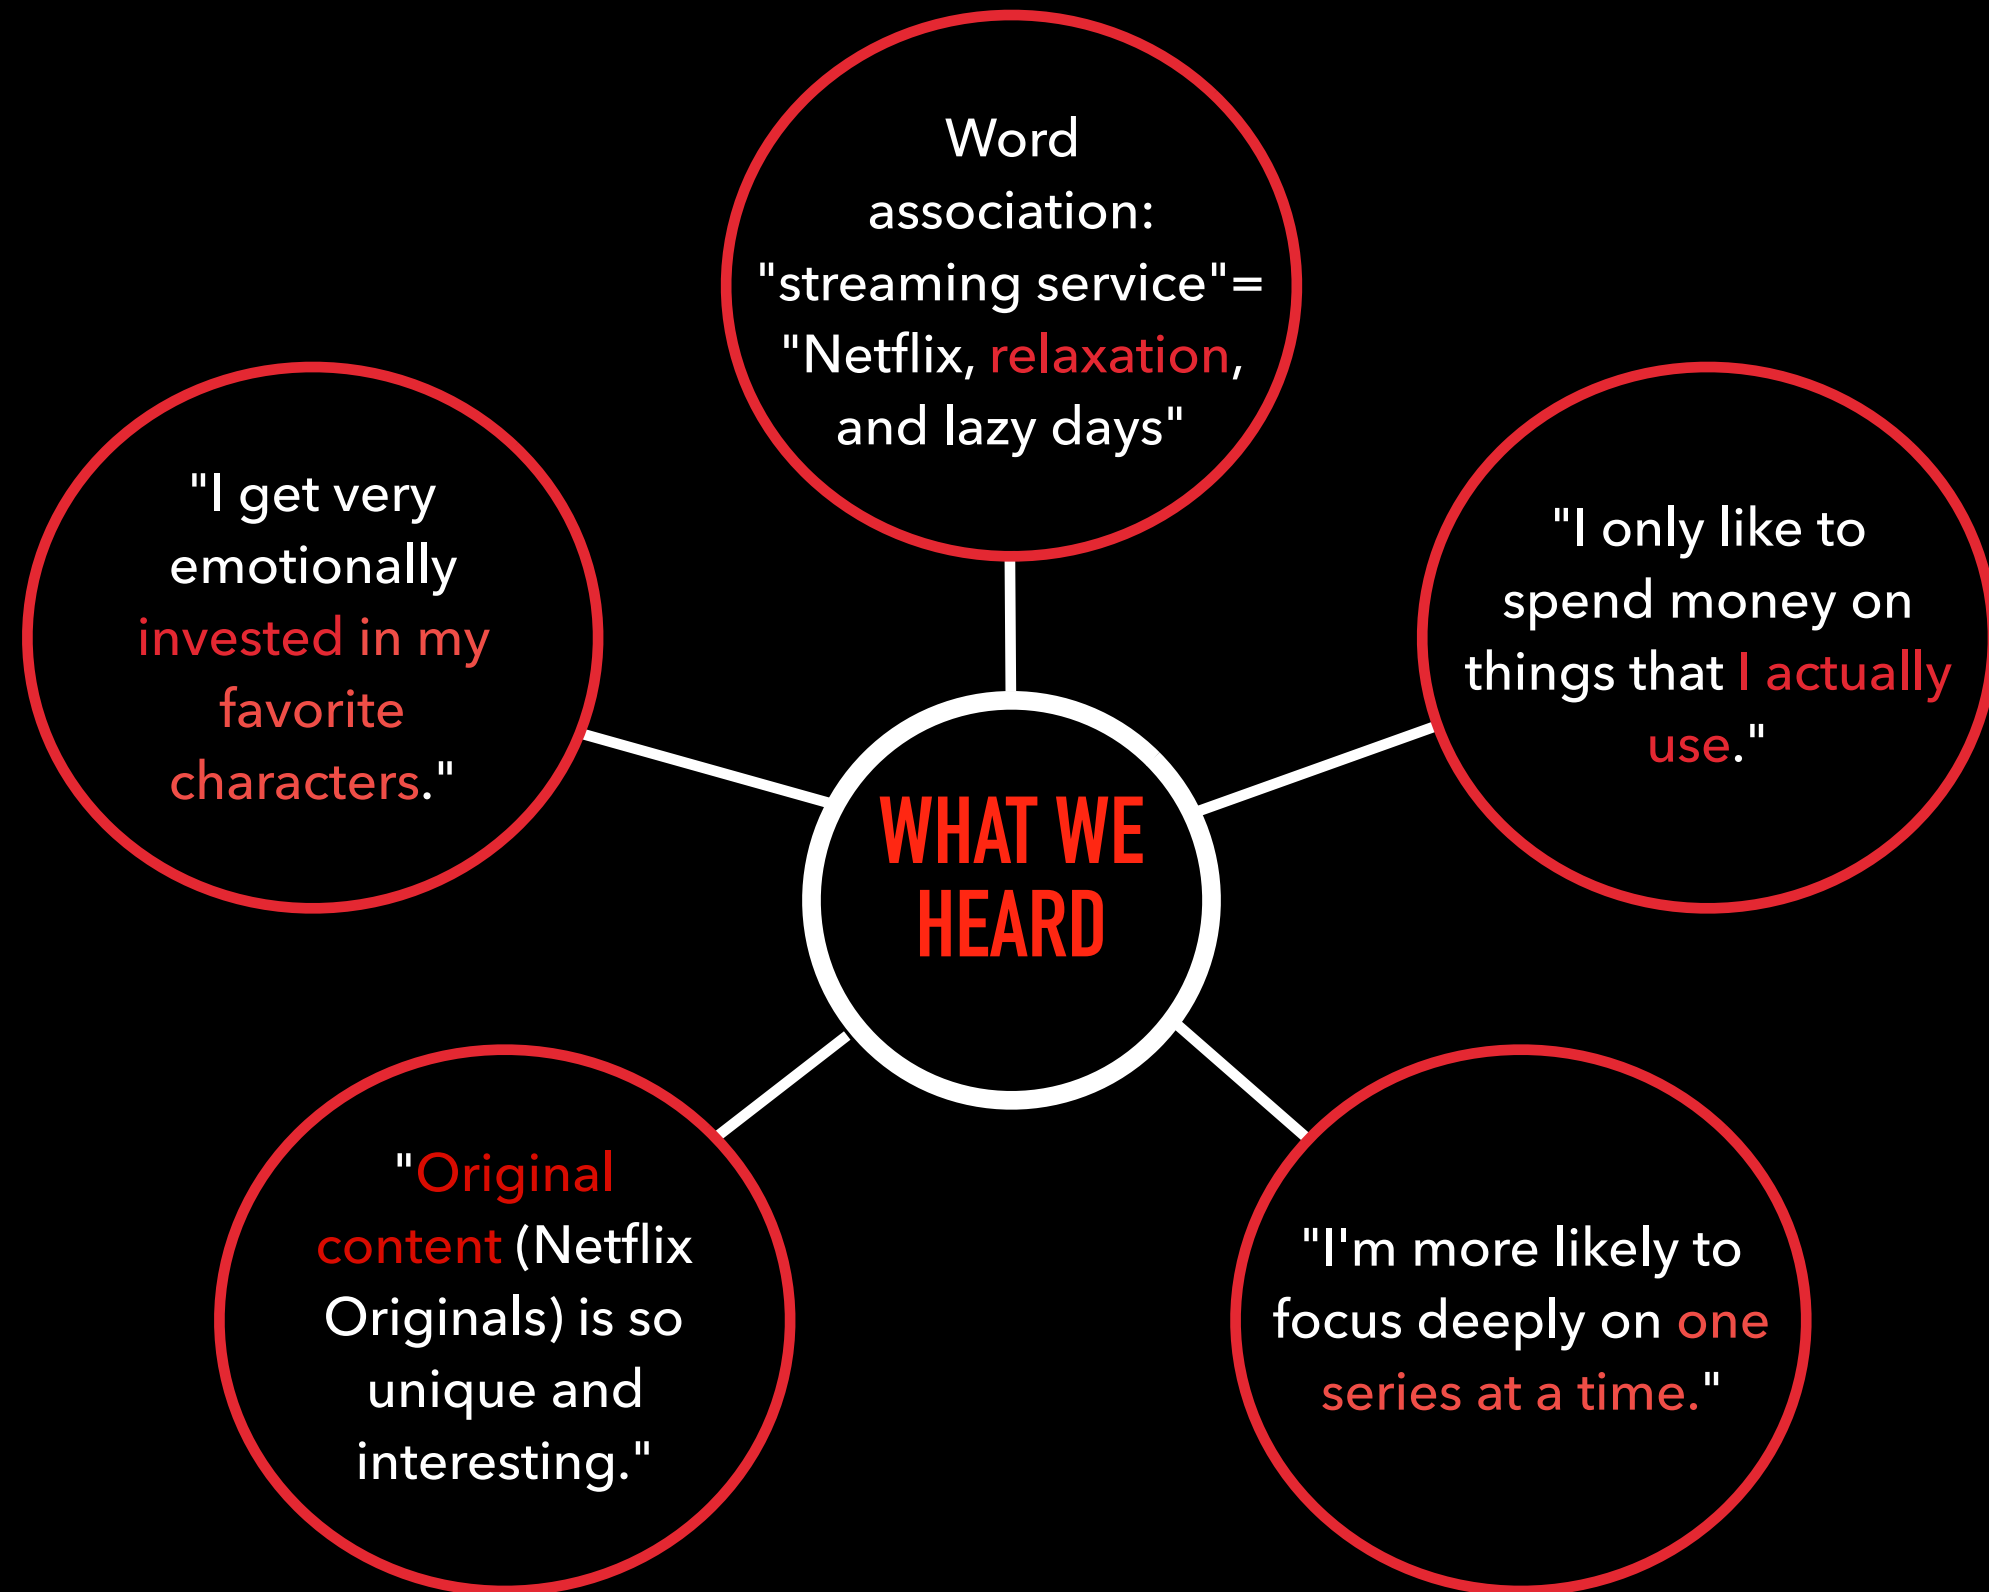 Word
association:
"streaming service"=
"Netflix, relaxation,
and lazy days"
"I get very
emotionally
invested in my
favorite
characters."
"I only like to
spend money on
things that I actually
use."
WHAT WE
HEARD
"Original
content (Netflix
Originals) is so
unique and
interesting."
"I'm more likely to
focus deeply on one
series at a time."